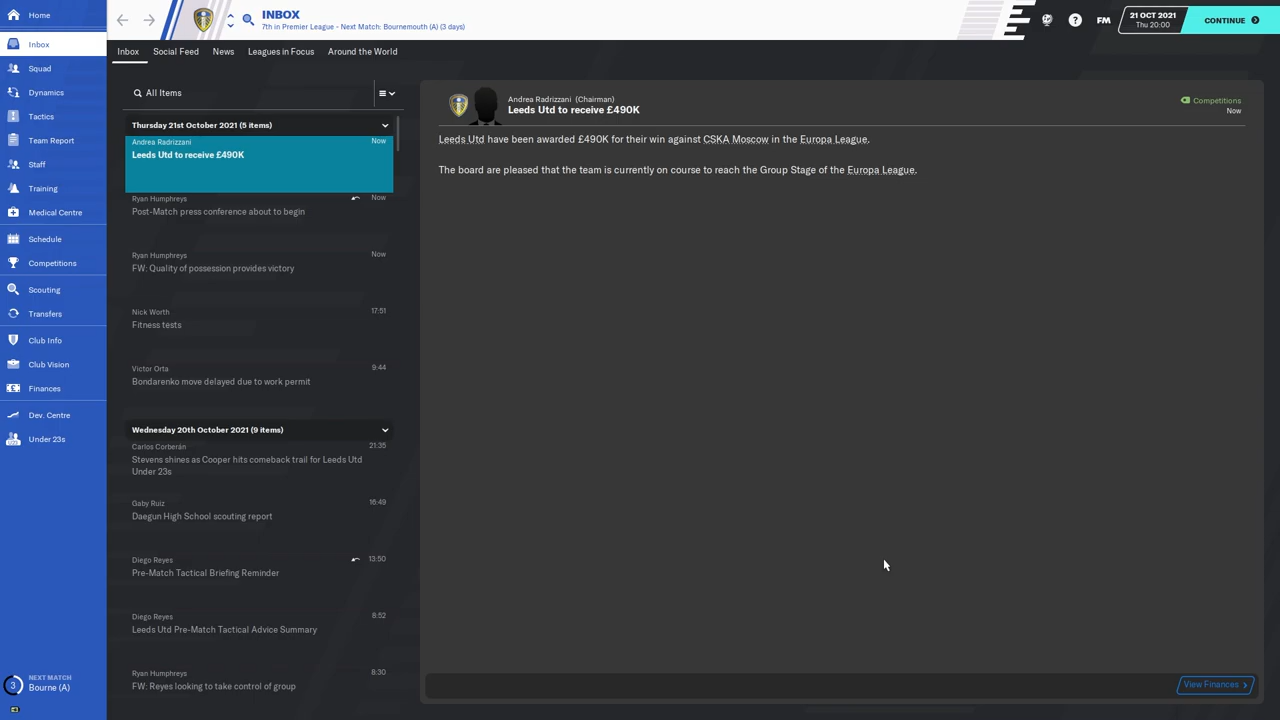 Home
Inbox
Squad
Dynamics
Tactics
Team Report
Staff
Training
Medical Centre
Schedule
Competitions
Scouting
Transfers
Club Info
Club Vision
Finances
Dev. Centre
Under 23s
3
NEXT MATCH
Bourne (A)
INBOX
7th in Premier League - Next Match: Bournemouth (A) (3 days)
?
FM
21 OCT 2021
Thu 20:00
CONTINUE
Inbox Social Feed News Leagues in Focus Around the World
All Items
Thursday 21st October 2021 (5 items)
Andrea Radrizzani Now
Leeds Utd to receive £490K
Ryan Humphreys Now
Post-Match press conference about to begin
Ryan Humphreys Now
FW: Quality of possession provides victory
Nick Worth 17:51
Fitness tests
Victor Orta 9:44
Bondarenko move delayed due to work permit
Wednesday 20th October 2021 (9 items)
Carlos Corberán 21:35
Stevens shines as Cooper hits comeback trail for Leeds Utd
Under 23s
Gaby Ruiz 16:49
Daegun High School scouting report
Diego Reyes 13:50
Pre-Match Tactical Briefing Reminder
Diego Reyes 8:52
Leeds Utd Pre-Match Tactical Advice Summary
Ryan Humphreys 8:30
FW: Reyes looking to take control of group
Andrea Radrizzani (Chairman)
Leeds Utd to receive £490K
Competitions
Now
Leeds Utd have been awarded £490K for their win against CSKA Moscow in the Europa League.
The board are pleased that the team is currently on course to reach the Group Stage of the Europa League.
View Finances